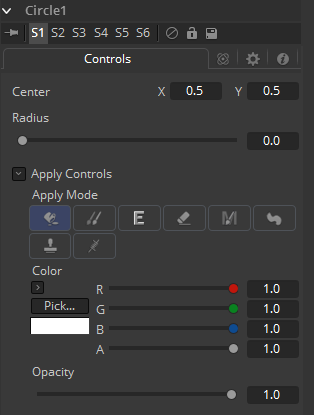 Circle1
S1 S2 S3 S4 S5 S6
Controls
Center X 0.5 Y 0.5
Radius
0.0
Apply Controls
Apply Mode
E M
Color
R 1.0
Pick... G 1.0
B 1.0
A 1.0
Opacity
1.0